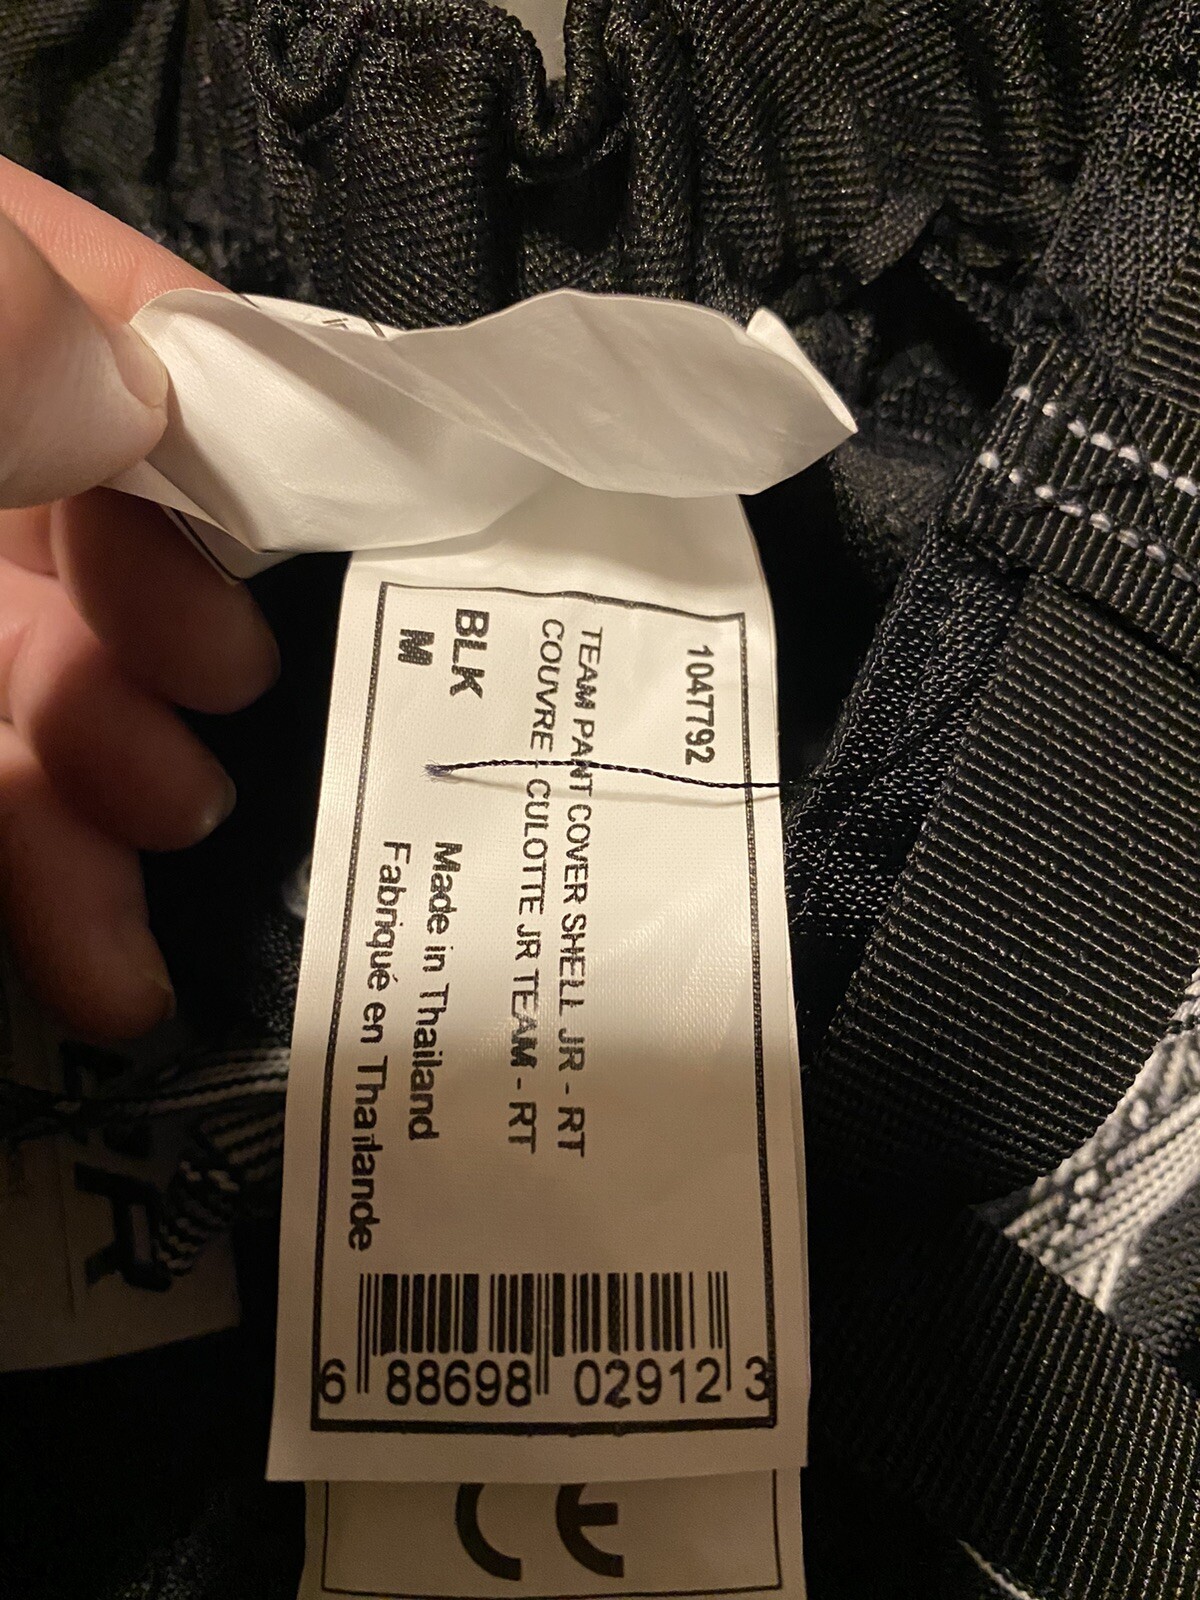 1047792
TEAM PANT COVER SHELL JR - RT
COUVRE CULOTTE JR TEAM - RT
BLK
M
Made in Thailand
Fabriqué en Thaïlande
6 88698 02912 3
CE